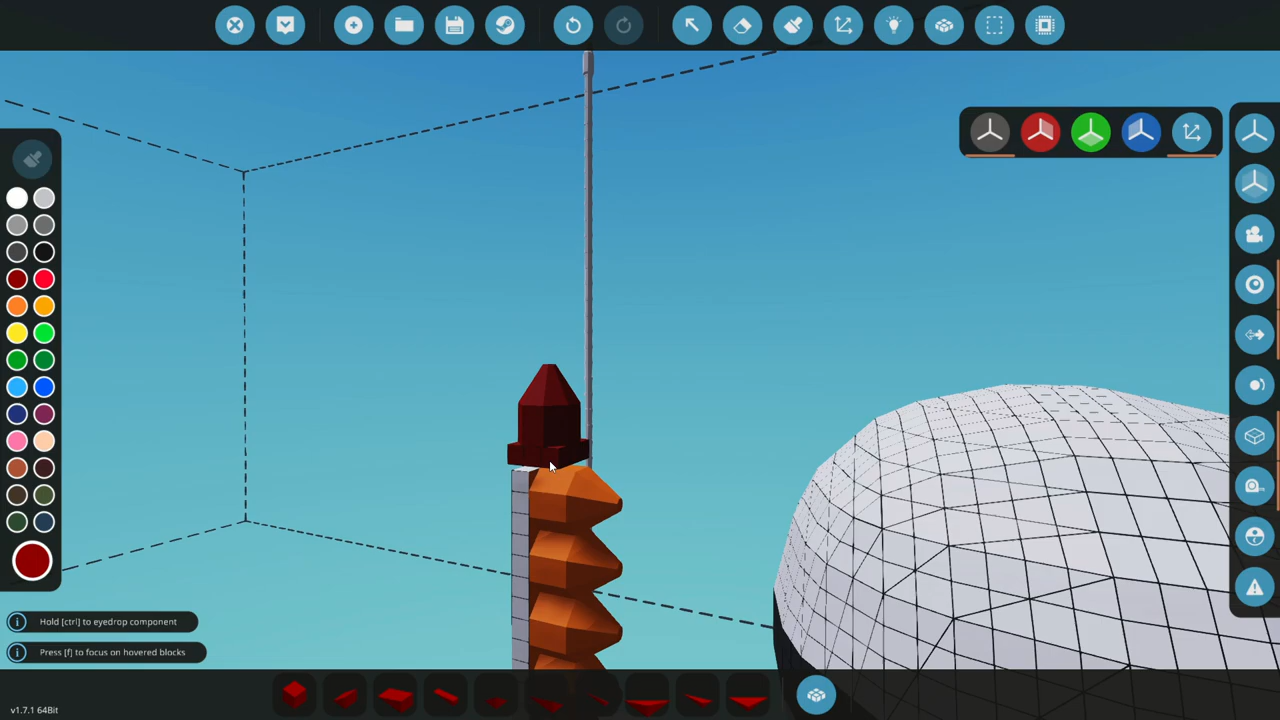 Hold [ctrl] to eyedrop component
Press [f] to focus on hovered blocks
v1.7.1 64Bit